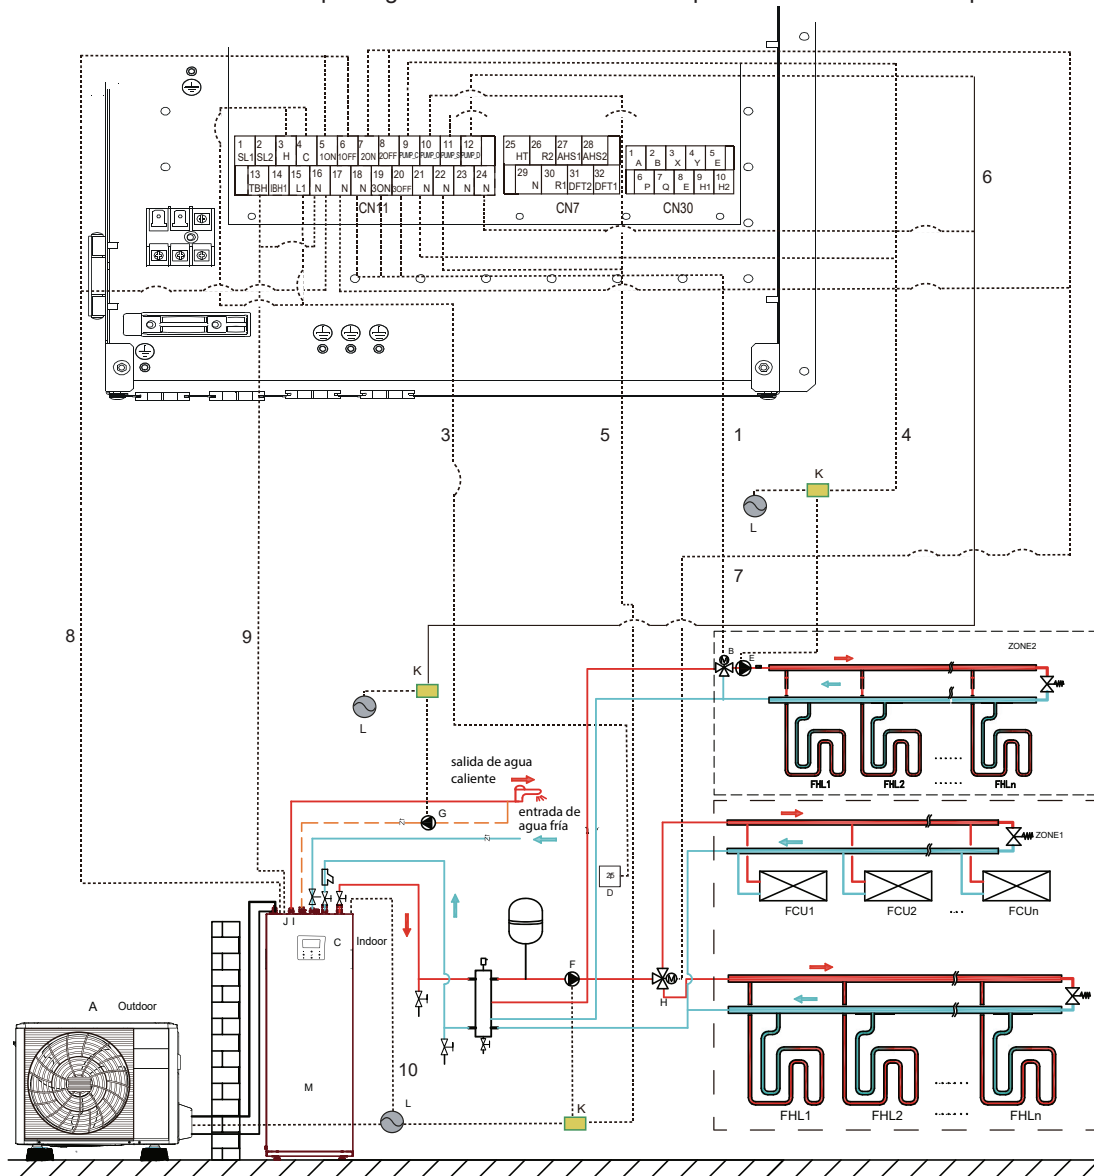 1 2 3 4 5 6 7 8 9 10 11 12
SL1 SL2 H C 1ON 1OFF 2ON 2OFF PUMP_C PUMP_O PUMP_S PUMP_D
13 14 15 16 17 18 19 20 21 22 23 24
TBH IBH1 L1 N N N 3ON 3OFF N N N N
CN11
25 26 27 28
HT R2 AHS1 AHS2
29 30 31 32
N R1 DFT2 DFT1
CN7
1 2 3 4 5
A B X Y E
6 7 8 9 10
P Q E H1 H2
CN30
6
3 5 1 4
K
L
7
8 9
K
L
ZONE2
B E
FHL1 FHL2 ...... FHLn
salida de agua
caliente
G
entrada de
agua fría
ZONE1
26
D
FCU1 FCU2 .... FCUn
J I
C Indoor
F
H
M
A Outdoor
10
L
K
M
FHL1 FHL2 ...... FHLn